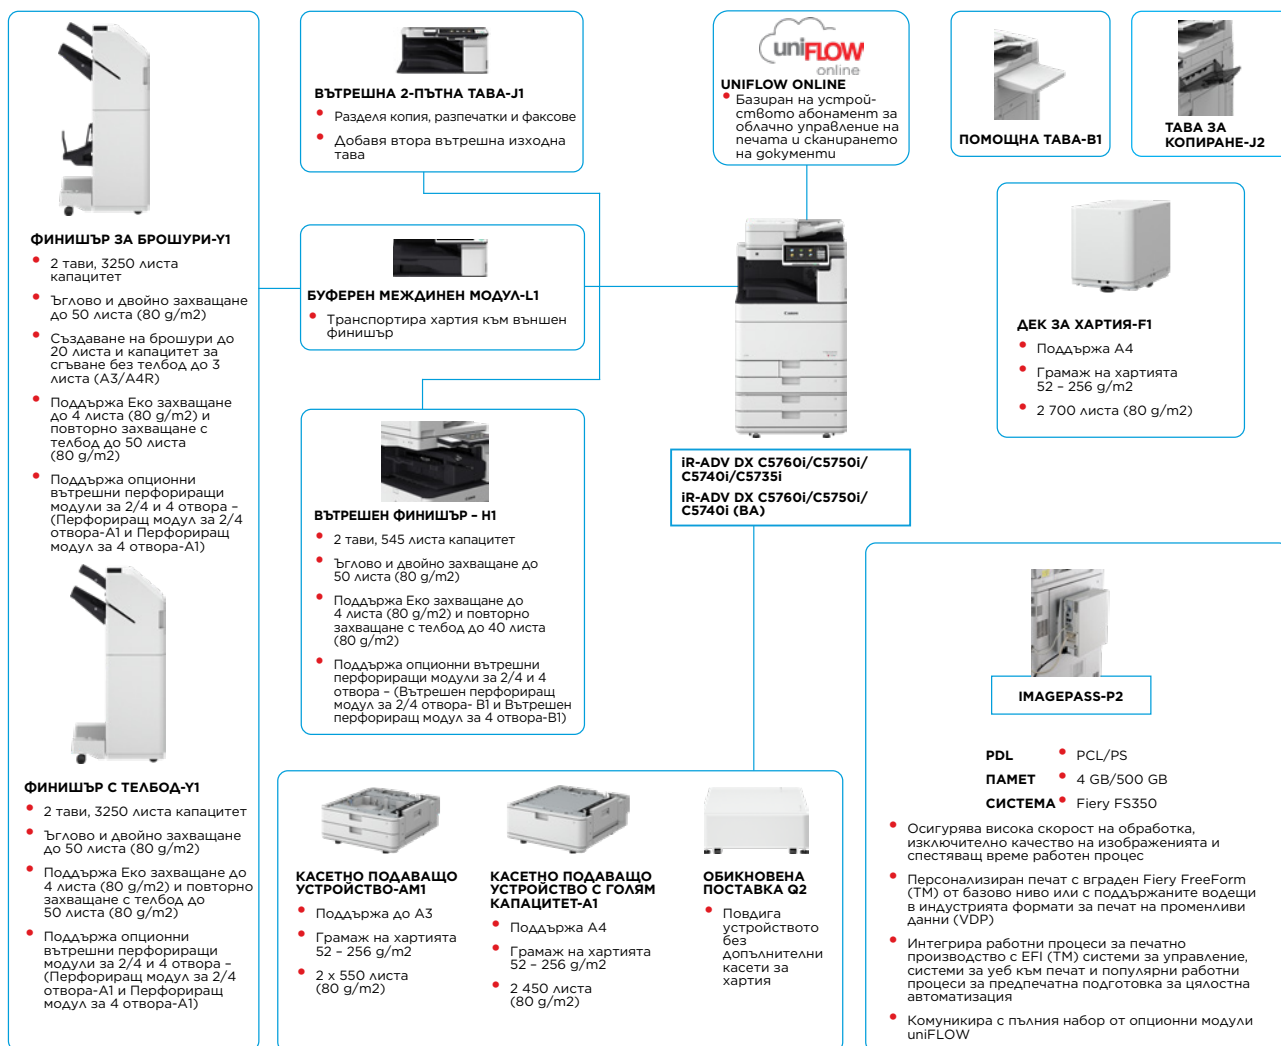 ФИНИШЪР ЗА БРОШУРИ-Y1
• 2 тави, 3250 листа
капацитет
• Ъглово и двойно захващане
до 50 листа (80 g/m2)
• Създаване на брошури до
20 листа и капацитет за
сгъване без телбод до 3
листа (A3/A4R)
• Поддържа Еко захващане
до 4 листа (80 g/m2) и
повторно захващане с
телбод до 50 листа
(80 g/m2)
• Поддържа опционни
вътрешни перфориращи
модули за 2/4 и 4 отвора –
(Перфориращ модул за 2/4
отвора-A1 и Перфориращ
модул за 4 отвора-A1)
ФИНИШЪР С ТЕЛБОД-Y1
• 2 тави, 3250 листа капацитет
• Ъглово и двойно захващане
до 50 листа (80 g/m2)
• Поддържа Еко захващане до
4 листа (80 g/m2) и повторно
захващане с телбод до
50 листа (80 g/m2)
• Поддържа опционни
вътрешни перфориращи
модули за 2/4 и 4 отвора –
(Перфориращ модул за 2/4
отвора-A1 и Перфориращ
модул за 4 отвора-A1)
ВЪТРЕШНА 2-ПЪТНА ТАВА-J1
• Разделя копия, разпечатки и факсове
• Добавя втора вътрешна изходна
тава
БУФЕРЕН МЕЖДИНЕН МОДУЛ-L1
• Транспортира хартия към външен
финишър
ВЪТРЕШЕН ФИНИШЪР – H1
• 2 тави, 545 листа капацитет
• Ъглово и двойно захващане до
50 листа (80 g/m2)
• Поддържа Еко захващане до
4 листа (80 g/m2) и повторно
захващане с телбод до 40 листа
(80 g/m2)
• Поддържа опционни вътрешни
перфориращи модули за 2/4 и 4
отвора – (Вътрешен перфориращ
модул за 2/4 отвора- B1 и Вътрешен
перфориращ модул за 4 отвора-B1)
uniFLOW
online
UNIFLOW ONLINE
• Базиран на устрой-
ството абонамент за
облачно управление на
печата и сканирането
на документи
Canon
iR-ADV DX C5760i/C5750i/
C5740i/C5735i
iR-ADV DX C5760i/C5750i/
C5740i (BA)
ПОМОЩНА ТАВА-B1
ТАВА ЗА
КОПИРАНЕ-J2
ДЕК ЗА ХАРТИЯ-F1
• Поддържа A4
• Грамаж на хартията
52 – 256 g/m2
• 2 700 листа (80 g/m2)
КАСЕТНО ПОДАВАЩО
УСТРОЙСТВО-AM1
• Поддържа до A3
• Грамаж на хартията
52 – 256 g/m2
• 2 x 550 листа
(80 g/m2)
КАСЕТНО ПОДАВАЩО
УСТРОЙСТВО С ГОЛЯМ
КАПАЦИТЕТ-A1
• Поддържа A4
• Грамаж на хартията
52 – 256 g/m2
• 2 450 листа
(80 g/m2)
ОБИКНОВЕНА
ПОСТАВКА Q2
• Повдига
устройството
без
допълнителни
касети за
хартия
IMAGEPASS-P2
PDL • PCL/PS
ПАМЕТ • 4 GB/500 GB
СИСТЕМА • Fiery FS350
• Осигурява висока скорост на обработка,
изключително качество на изображенията и
спестяващ време работен процес
• Персонализиран печат с вграден Fiery FreeForm
(TM) от базово ниво или с поддържаните водещи
в индустрията формати за печат на променливи
данни (VDP)
• Интегрира работни процеси за печатно
производство с EFI (TM) системи за управление,
системи за уеб към печат и популярни работни
процеси за предпечатна подготовка за цялостна
автоматизация
• Комуникира с пълния набор от опционни модули
uniFLOW